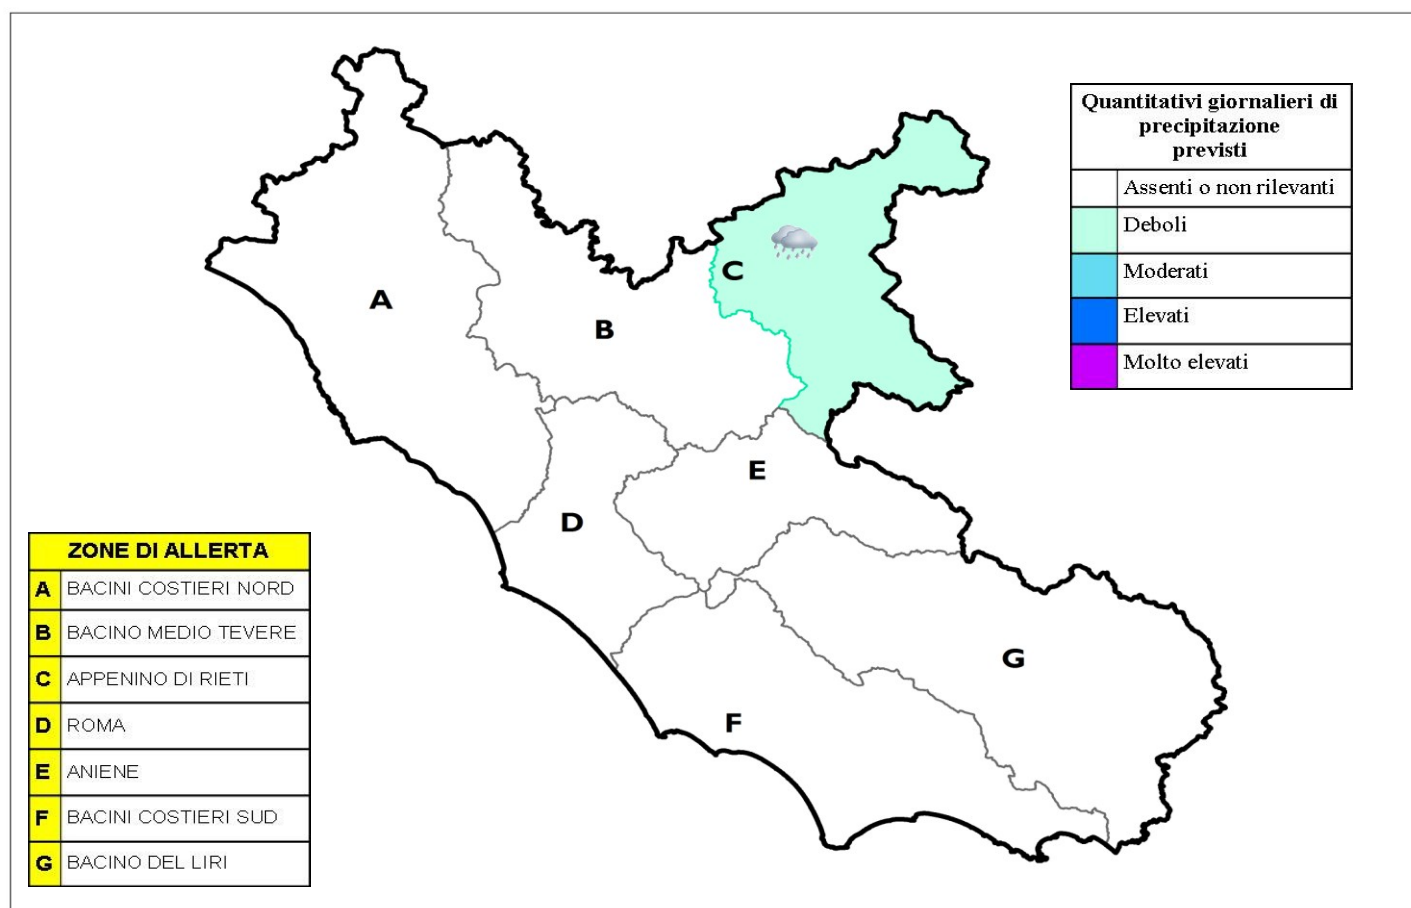 Quantitativi giornalieri di
precipitazione
previsti
Assenti o non rilevanti
Deboli
Moderati
Elevati
Molto elevati
A
B
C
D
E
F
G
ZONE DI ALLERTA
A BACINI COSTIERI NORD
B BACINO MEDIO TEVERE
C APPENINO DI RIETI
D ROMA
E ANIENE
F BACINI COSTIERI SUD
G BACINO DEL LIRI